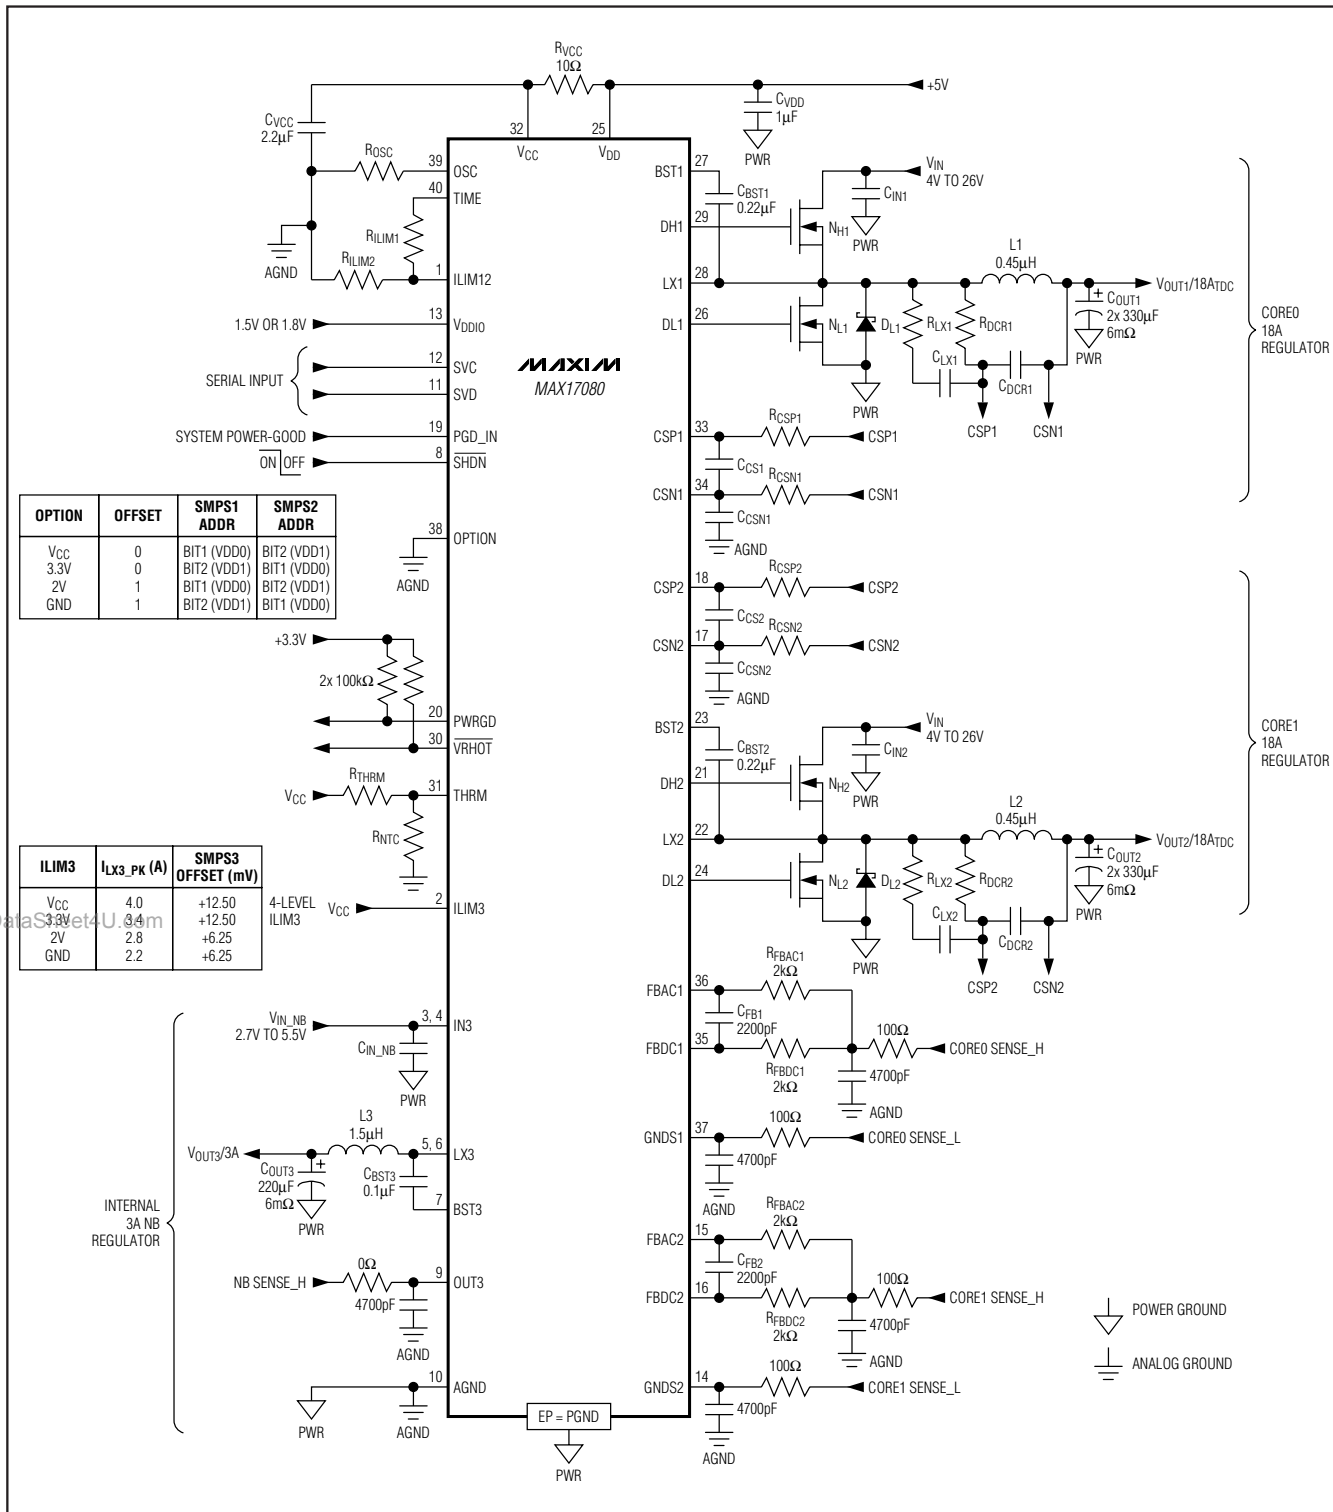 RVCC
10Ω
+5V
CVCC
2.2µF
CVDD
1µF
PWR
32
25
VCC
VDD
ROSC
39
OSC
40
TIME
RILIM1
AGND
RILIM2
1
ILIM12
1.5V OR 1.8V
13
VDDIO
SERIAL INPUT
12
SVC
11
SVD
SYSTEM POWER-GOOD
19
PGD_IN
ON OFF
8
SHDN
MAXIM
MAX17080
OPTION OFFSET SMPS1 ADDR SMPS2 ADDR
VCC 0 BIT1 (VDD0) BIT2 (VDD1)
3.3V 0 BIT2 (VDD1) BIT1 (VDD0)
2V 1 BIT1 (VDD0) BIT2 (VDD1)
GND 1 BIT2 (VDD1) BIT1 (VDD0)
38
OPTION
AGND
+3.3V
2x 100kΩ
20
PWRGD
30
VRHOT
RTHRM
VCC
31
THRM
RNTC
ILIM3 ILX3_PK (A) SMPS3 OFFSET (mV)
VCC 4.0 +12.50
3.3V 3.4 +12.50
2V 2.8 +6.25
GND 2.2 +6.25
DataSheet4U.com
4-LEVEL
ILIM3
VCC
2
ILIM3
VIN_NB
2.7V TO 5.5V
3, 4
IN3
CIN_NB
PWR
L3
1.5µH
VOUT3/3A
5, 6
LX3
COUT3
220µF
6mΩ
PWR
CBST3
0.1µF
7
BST3
INTERNAL
3A NB
REGULATOR
NB SENSE_H
0Ω
9
OUT3
4700pF
AGND
10
AGND
PWR
AGND
EP = PGND
PWR
BST1
27
CBST1
0.22µF
VIN
4V TO 26V
CIN1
PWR
DH1
29
NH1
LX1
28
L1
0.45µH
VOUT1/18ATDC
COUT1
2x 330µF
6mΩ
PWR
DL1
26
NL1
DL1
RLX1
RDCR1
CLX1
CDCR1
PWR
CSP1
CSN1
CORE0
18A
REGULATOR
CSP1
33
RCSP1
CSP1
CCS1
CSN1
34
RCSN1
CSN1
CCSN1
AGND
CSP2
18
RCSP2
CSP2
CCS2
CSN2
17
RCSN2
CSN2
CCSN2
AGND
BST2
23
CBST2
0.22µF
VIN
4V TO 26V
CIN2
PWR
DH2
21
NH2
LX2
22
L2
0.45µH
VOUT2/18ATDC
COUT2
2x 330µF
6mΩ
PWR
DL2
24
NL2
DL2
RLX2
RDCR2
CLX2
CDCR2
PWR
CSP2
CSN2
CORE1
18A
REGULATOR
FBAC1
36
RFBAC1
2kΩ
CFB1
2200pF
FBDC1
35
RFBDC1
2kΩ
100Ω
CORE0 SENSE_H
4700pF
AGND
GNDS1
37
100Ω
CORE0 SENSE_L
4700pF
AGND
FBAC2
15
RFBAC2
2kΩ
CFB2
2200pF
FBDC2
16
RFBDC2
2kΩ
100Ω
CORE1 SENSE_H
4700pF
AGND
GNDS2
14
100Ω
CORE1 SENSE_L
4700pF
AGND
POWER GROUND
ANALOG GROUND